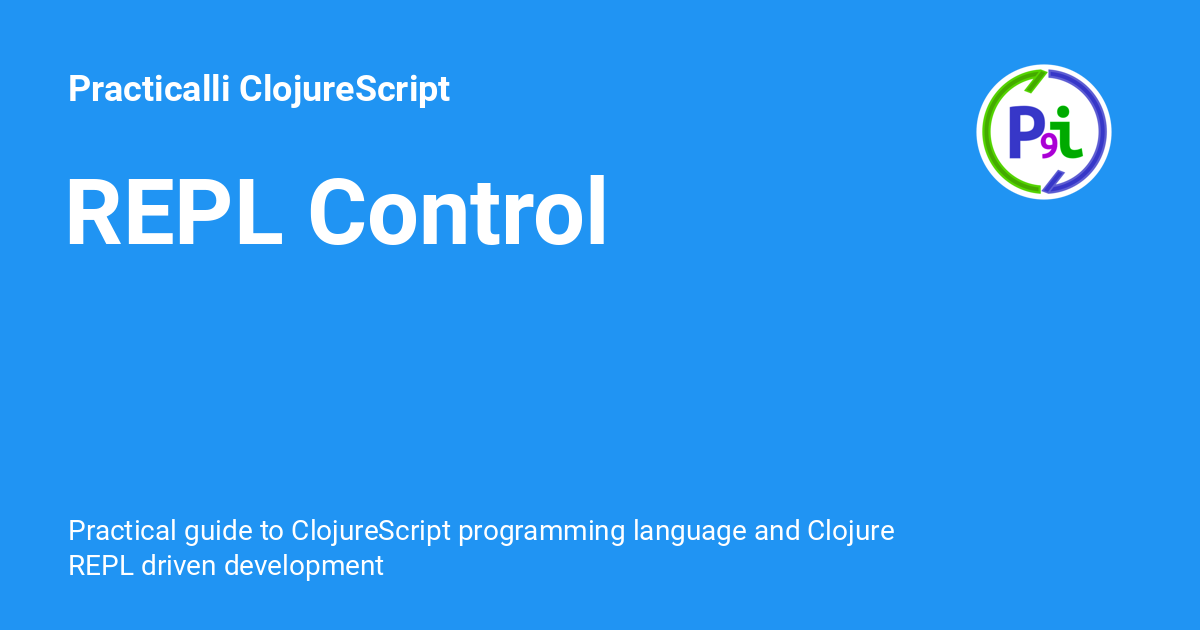 Practicalli ClojureScript
P9i
REPL Control
Practical guide to ClojureScript programming language and Clojure
REPL driven development